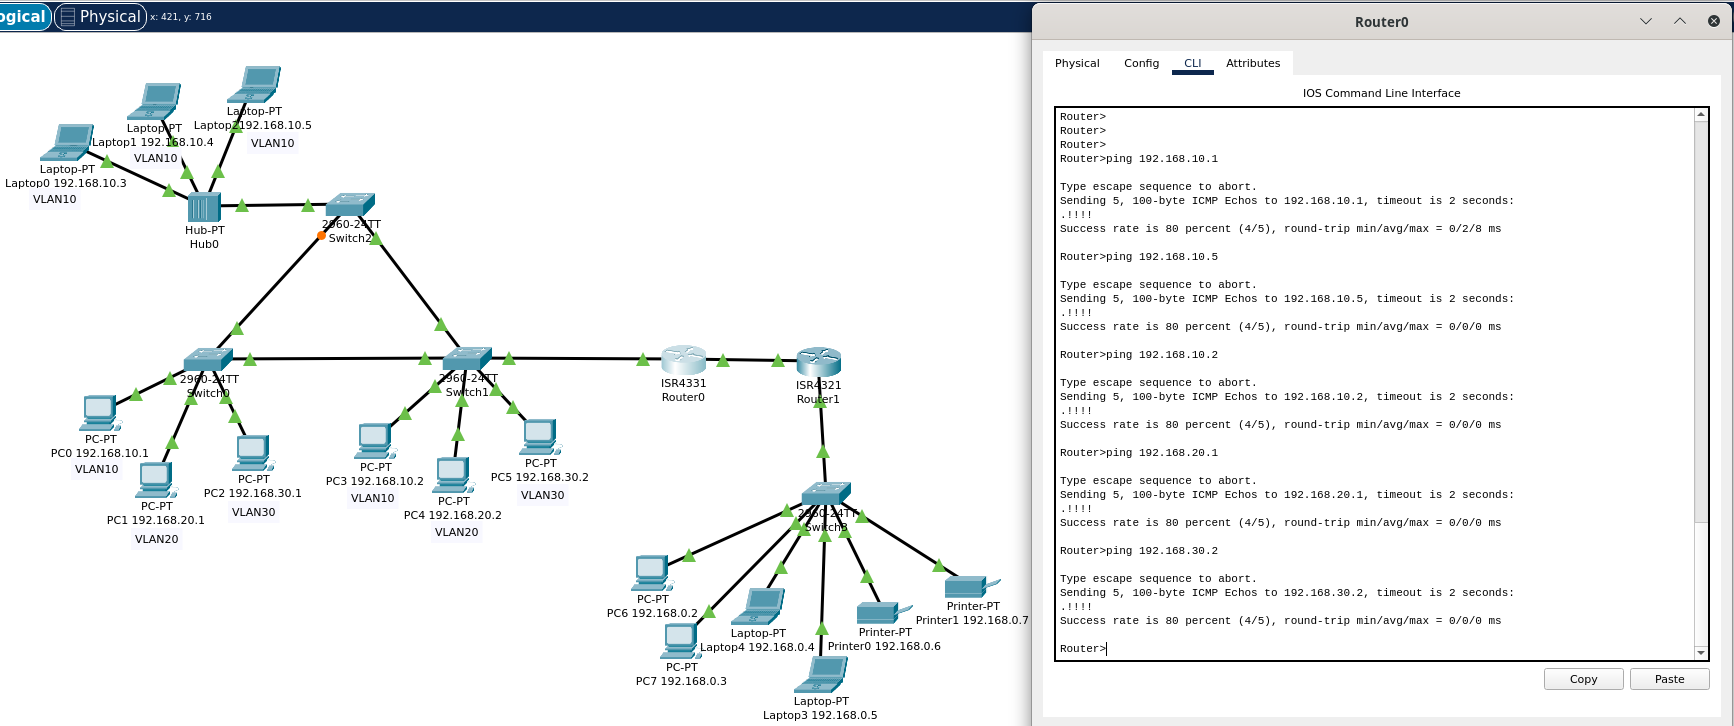 ogical
Physical
x: 421, y: 716
Laptop-PT
Laptop2192.168.10.5
VLAN10
Laptop-PT
Laptop1 192.168.10.4
VLAN10
Laptop-PT
Laptop0 192.168.10.3
VLAN10
Hub-PT
Hub0
2960-24TT
Switch2
2960-24TT
Switch0
2960-24TT
Switch1
ISR4331
Router0
ISR4321
Router1
PC-PT
PC0 192.168.10.1
VLAN10
PC-PT
PC1 192.168.20.1
VLAN20
PC-PT
PC2 192.168.30.1
VLAN30
PC-PT
PC3 192.168.10.2
VLAN10
PC-PT
PC4 192.168.20.2
VLAN20
PC-PT
PC5 192.168.30.2
VLAN30
2960-24TT
Switch3
PC-PT
PC6 192.168.0.2
PC-PT
PC7 192.168.0.3
Laptop-PT
Laptop4 192.168.0.4
Laptop-PT
Laptop3 192.168.0.5
Printer-PT
Printer0 192.168.0.6
Printer-PT
Printer1 192.168.0.7
Router0
Physical Config CLI Attributes
IOS Command Line Interface
Router>
Router>
Router>
Router>ping 192.168.10.1
Type escape sequence to abort.
Sending 5, 100-byte ICMP Echos to 192.168.10.1, timeout is 2 seconds:
.!!!!
Success rate is 80 percent (4/5), round-trip min/avg/max = 0/2/8 ms
Router>ping 192.168.10.5
Type escape sequence to abort.
Sending 5, 100-byte ICMP Echos to 192.168.10.5, timeout is 2 seconds:
.!!!!
Success rate is 80 percent (4/5), round-trip min/avg/max = 0/0/0 ms
Router>ping 192.168.10.2
Type escape sequence to abort.
Sending 5, 100-byte ICMP Echos to 192.168.10.2, timeout is 2 seconds:
.!!!!
Success rate is 80 percent (4/5), round-trip min/avg/max = 0/0/0 ms
Router>ping 192.168.20.1
Type escape sequence to abort.
Sending 5, 100-byte ICMP Echos to 192.168.20.1, timeout is 2 seconds:
.!!!!
Success rate is 80 percent (4/5), round-trip min/avg/max = 0/0/0 ms
Router>ping 192.168.30.2
Type escape sequence to abort.
Sending 5, 100-byte ICMP Echos to 192.168.30.2, timeout is 2 seconds:
.!!!!
Success rate is 80 percent (4/5), round-trip min/avg/max = 0/0/0 ms
Router>
Copy Paste